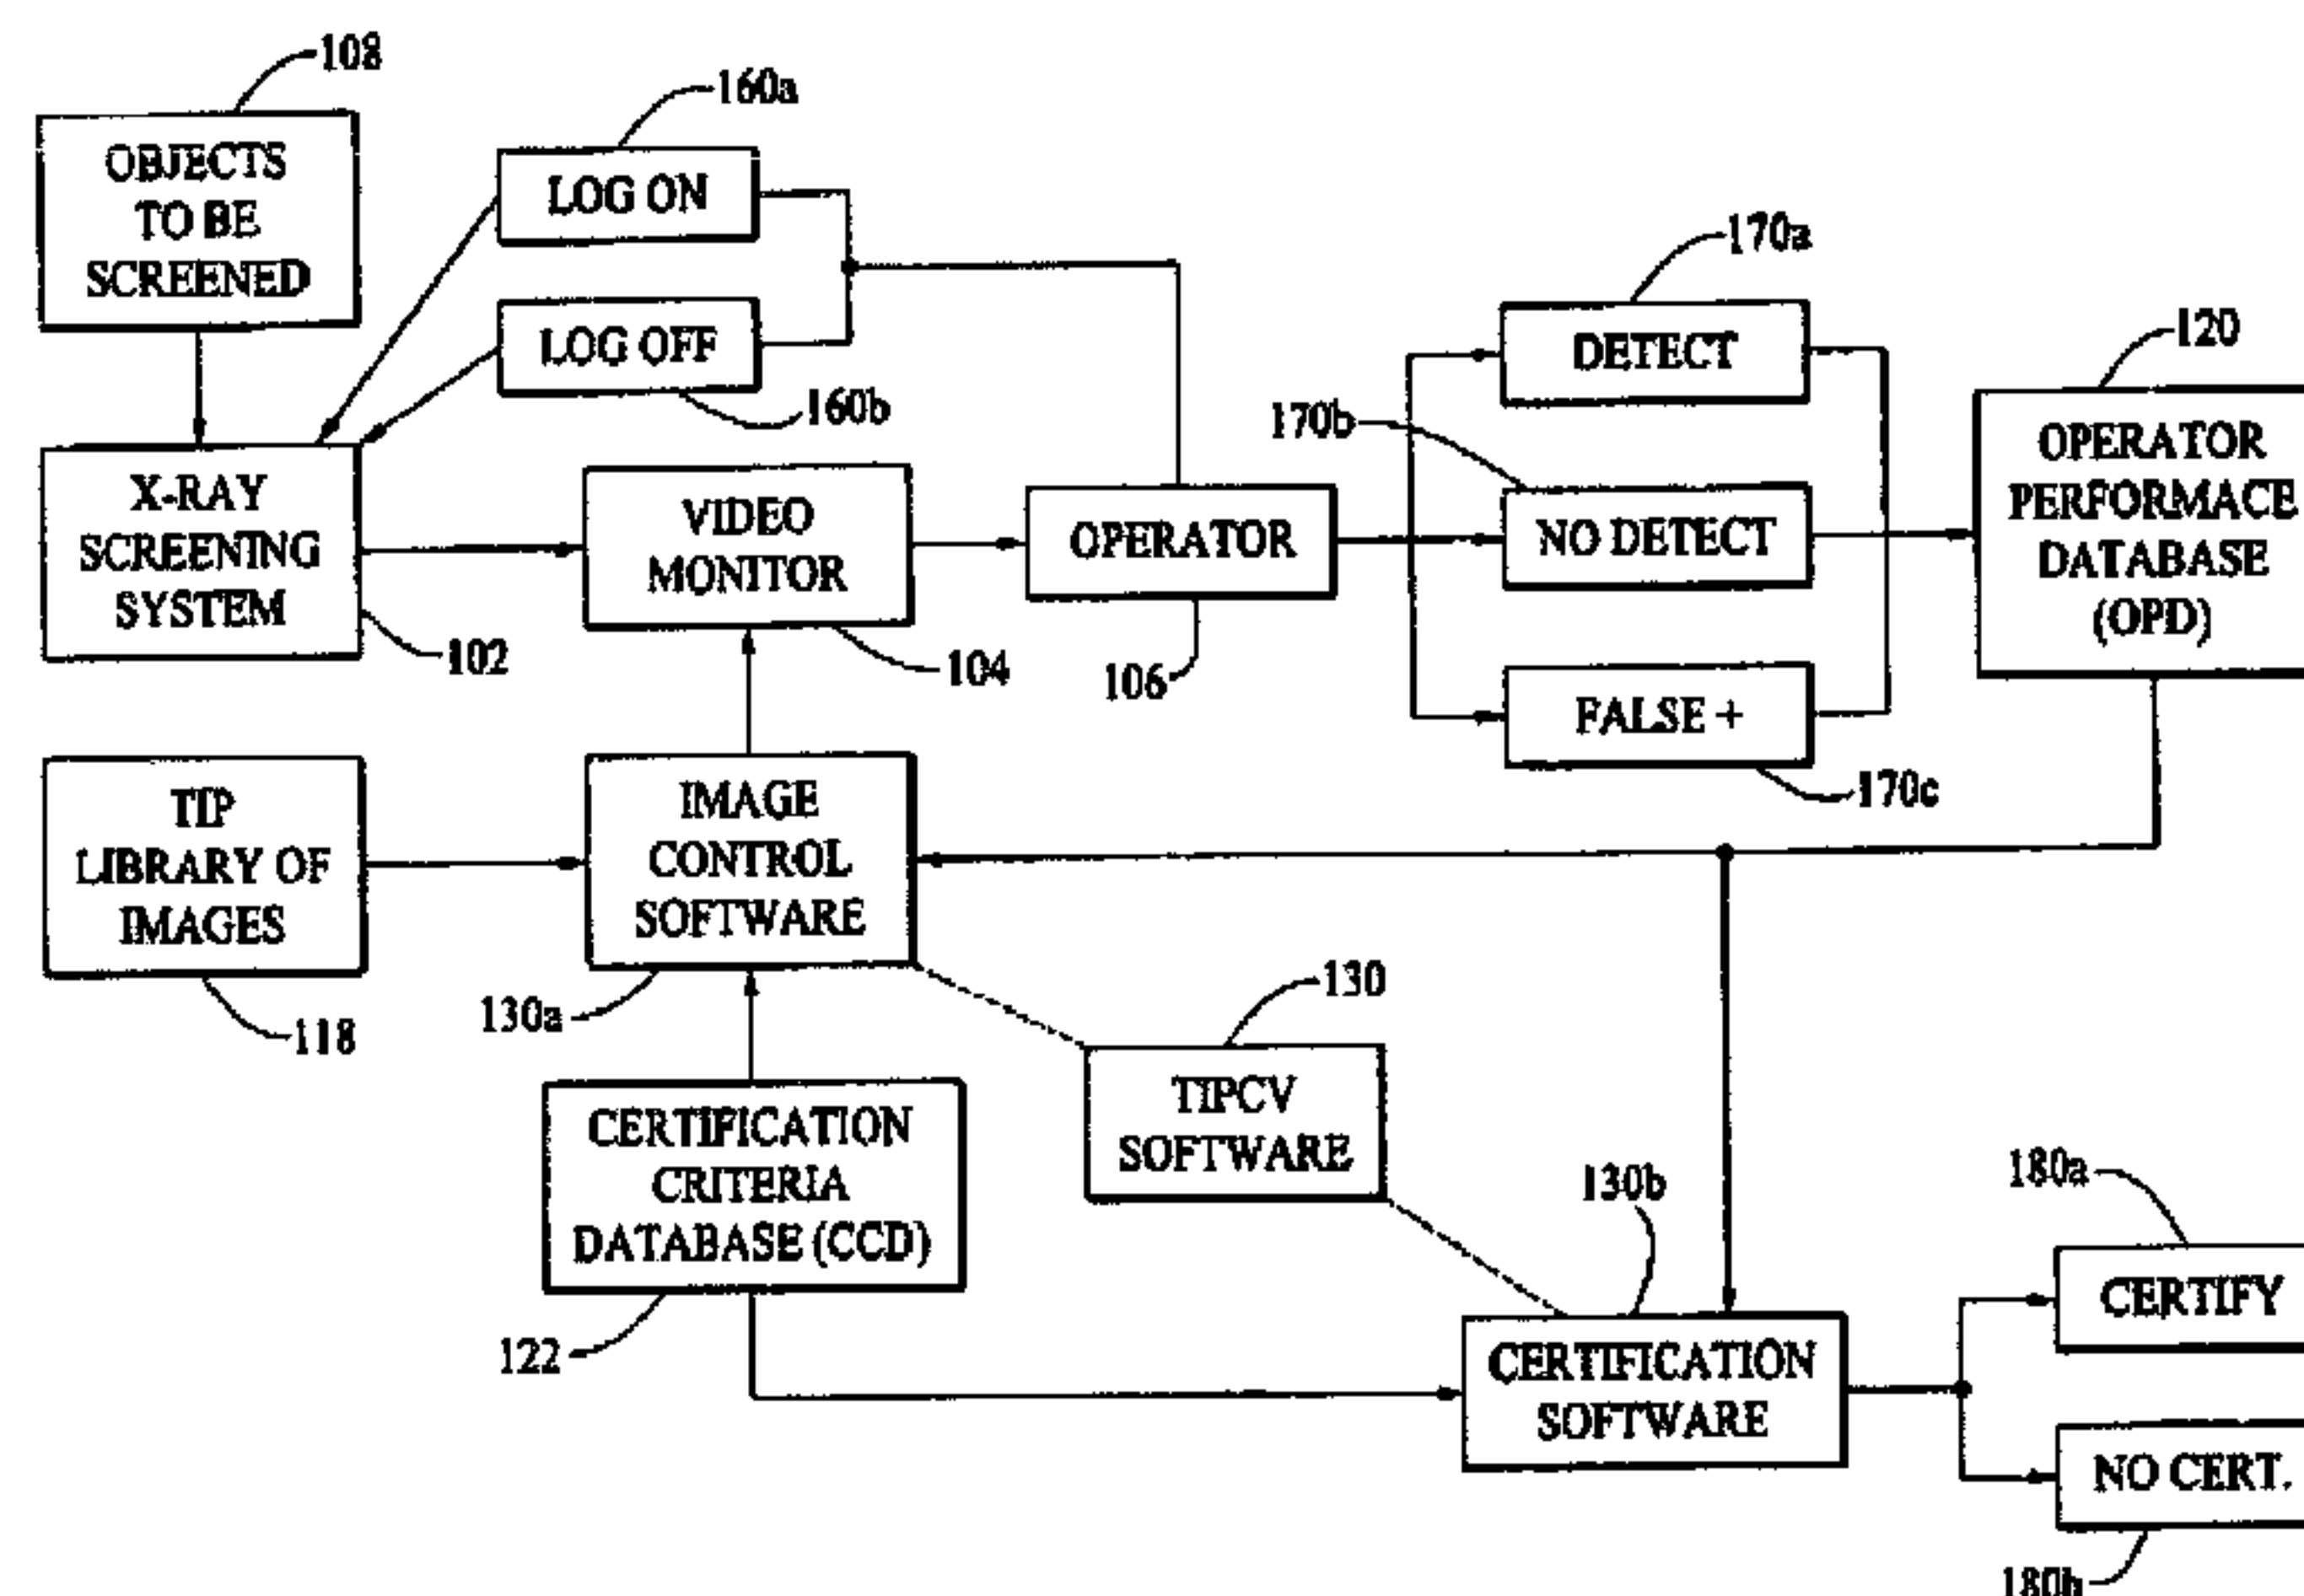 108
OBJECTS
TO BE
SCREENED
160a
LOG ON
LOG OFF
160b
X-RAY
SCREENING
SYSTEM
102
VIDEO
MONITOR
104
OPERATOR
106
170a
DETECT
170b
NO DETECT
FALSE +
170c
120
OPERATOR
PERFORMACE
DATABASE
(OPD)
TIP
LIBRARY OF
IMAGES
118
IMAGE
CONTROL
SOFTWARE
130a
130
TIPCV
SOFTWARE
CERTIFICATION
CRITERIA
DATABASE (CCD)
122
130b
CERTIFICATION
SOFTWARE
180a
CERTIFY
NO CERT.
180b